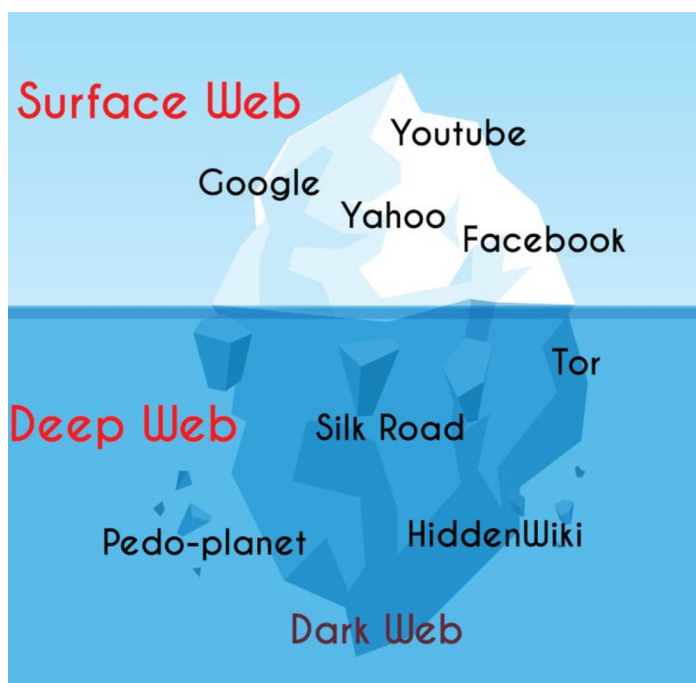 Surface Web
Youtube
Google
Yahoo
Facebook
Tor
Deep Web
Silk Road
Pedo-planet
HiddenWiki
Dark Web